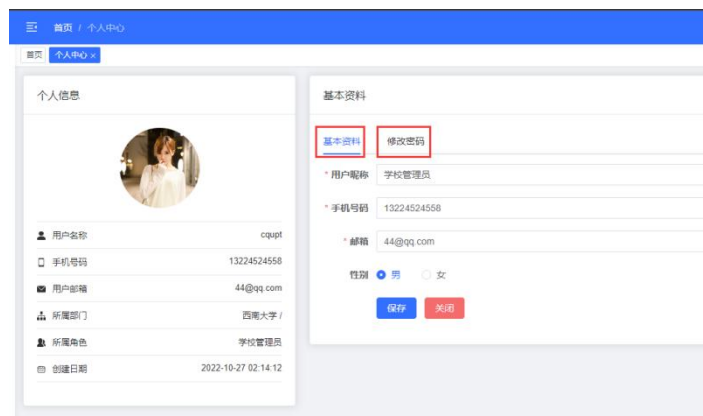 首页 / 个人中心
首页 个人中心 ×
个人信息
用户名称 cqupt
手机号码 13224524558
用户邮箱 44@qq.com
所属部门 西南大学 /
所属角色 学校管理员
创建日期 2022-10-27 02:14:12
基本资料
基本资料 修改密码
* 用户昵称 学校管理员
* 手机号码 13224524558
* 邮箱 44@qq.com
性别 男 女
保存 关闭